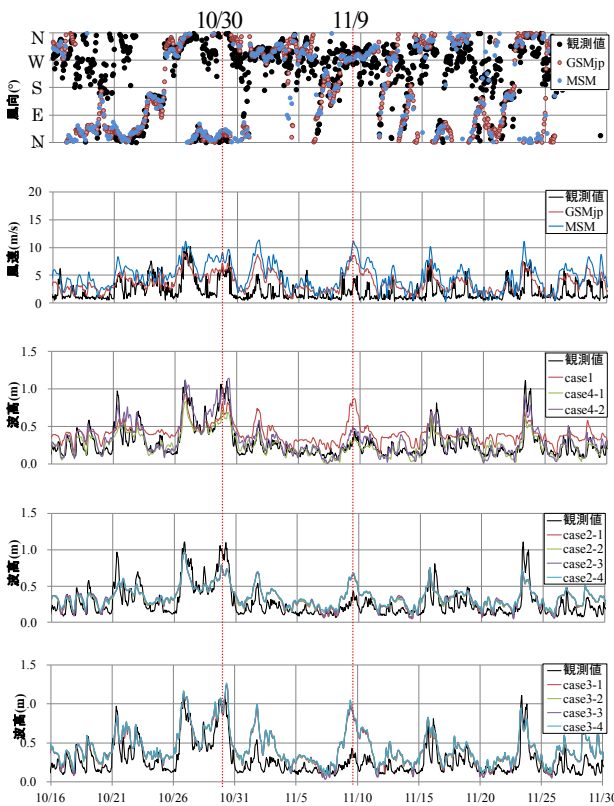 10/30 11/9
風向(°)
N
W
S
E
N
観測値
GSMjp
MSM
風速(m/s)
20
15
10
5
0
観測値
GSMjp
MSM
波高(m)
1.5
1.0
0.5
0.0
観測値
case1
case4-1
case4-2
波高(m)
1.5
1.0
0.5
0.0
観測値
case2-1
case2-2
case2-3
case2-4
波高(m)
1.5
1.0
0.5
0.0
観測値
case3-1
case3-2
case3-3
case3-4
10/16 10/21 10/26 10/31 11/5 11/10 11/15 11/20 11/25 11/30